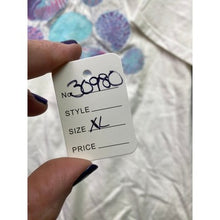 No 30980
STYLE
SIZE XL
PRICE